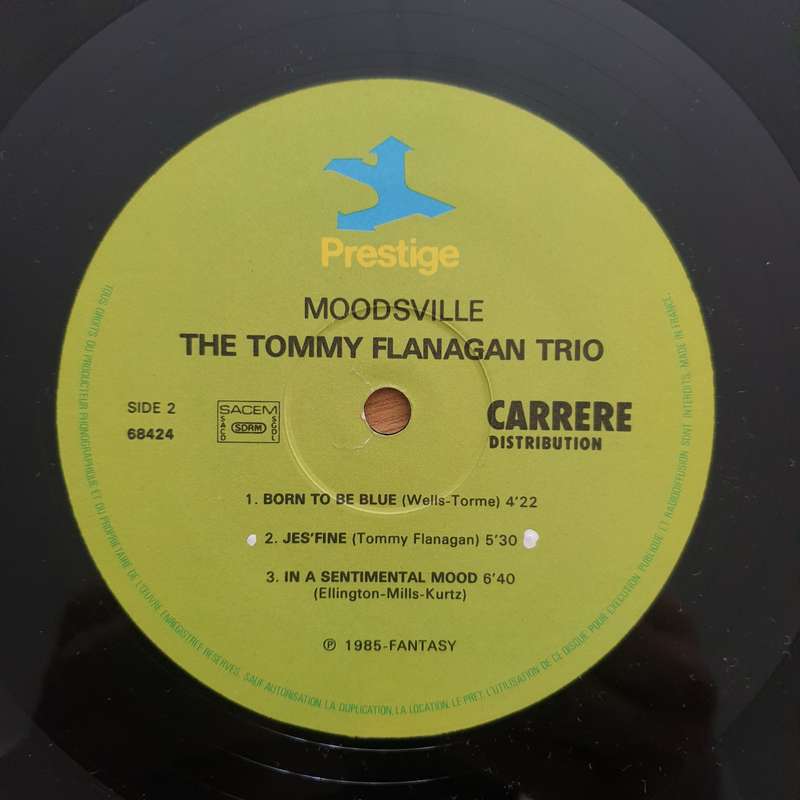 Prestige
MOODSVILLE
THE TOMMY FLANAGAN TRIO
SIDE 2
68424
SACEM
SACD
SDRM
SGDL
CARRERE
DISTRIBUTION
1. BORN TO BE BLUE (Wells-Torme) 4'22
2. JES'FINE (Tommy Flanagan) 5'30
3. IN A SENTIMENTAL MOOD 6'40
(Ellington-Mills-Kurtz)
℗ 1985-FANTASY
TOUS DROITS DU PRODUCTEUR PHONOGRAPHIQUE ET DU PROPRIETAIRE DE L'ŒUVRE ENREGISTREE RESERVES. SAUF AUTORISATION, LA DUPLICATION, LA LOCATION, LE PRET, L'UTILISATION DE CE DISQUE POUR EXECUTION PUBLIQUE ET RADIODIFFUSION SONT INTERDITS. MADE IN FRANCE.